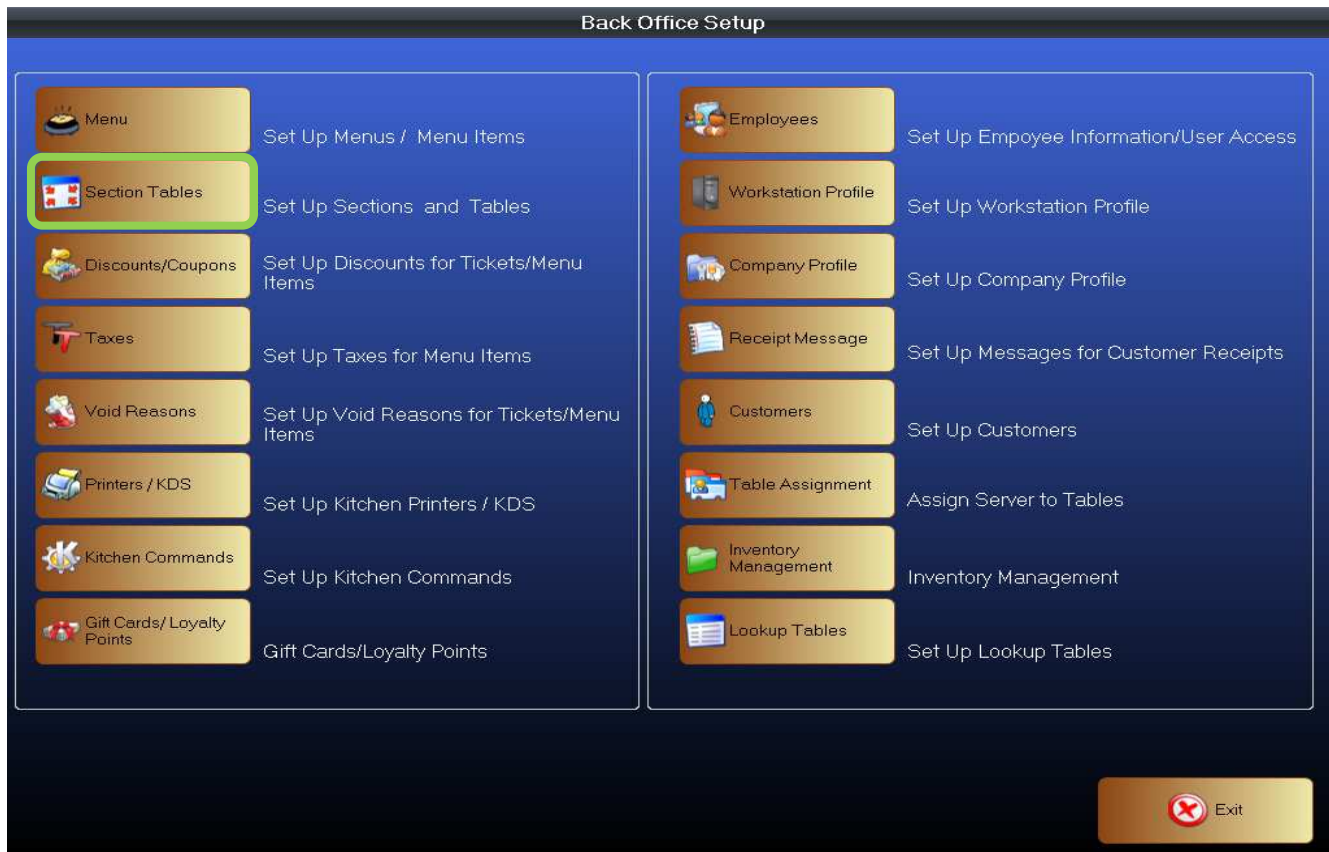 Back Office Setup
Menu
Set Up Menus / Menu Items
Section Tables
Set Up Sections and Tables
Discounts/Coupons
Set Up Discounts for Tickets/Menu
Items
Taxes
Set Up Taxes for Menu Items
Void Reasons
Set Up Void Reasons for Tickets/Menu
Items
Printers / KDS
Set Up Kitchen Printers / KDS
Kitchen Commands
Set Up Kitchen Commands
Gift Cards/ Loyalty
Points
Gift Cards/Loyalty Points
Employees
Set Up Empoyee Information/User Access
Workstation Profile
Set Up Workstation Profile
Company Profile
Set Up Company Profile
Receipt Message
Set Up Messages for Customer Receipts
Customers
Set Up Customers
Table Assignment
Assign Server to Tables
Inventory
Management
Inventory Management
Lookup Tables
Set Up Lookup Tables
Exit